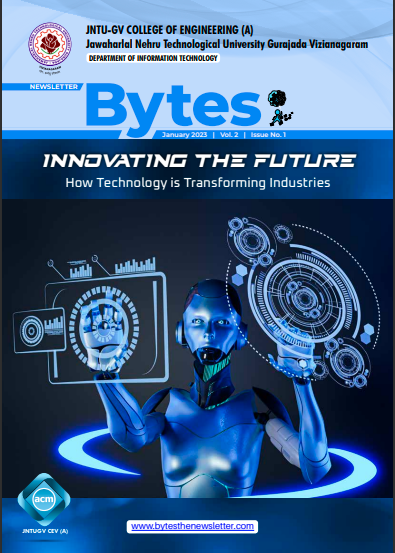 JNTU-GV COLLEGE OF ENGINEERING (A)
Jawaharlal Nehru Technological University Gurajada Vizianagaram
DEPARTMENT OF INFORMATION TECHNOLOGY
NEWSLETTER
Bytes
January 2023 | Vol. 2 | Issue No. 1
INNOVATING THE FUTURE
How Technology is Transforming Industries
acm
JNTUGV CEV (A)
www.bytesthenewsletter.com